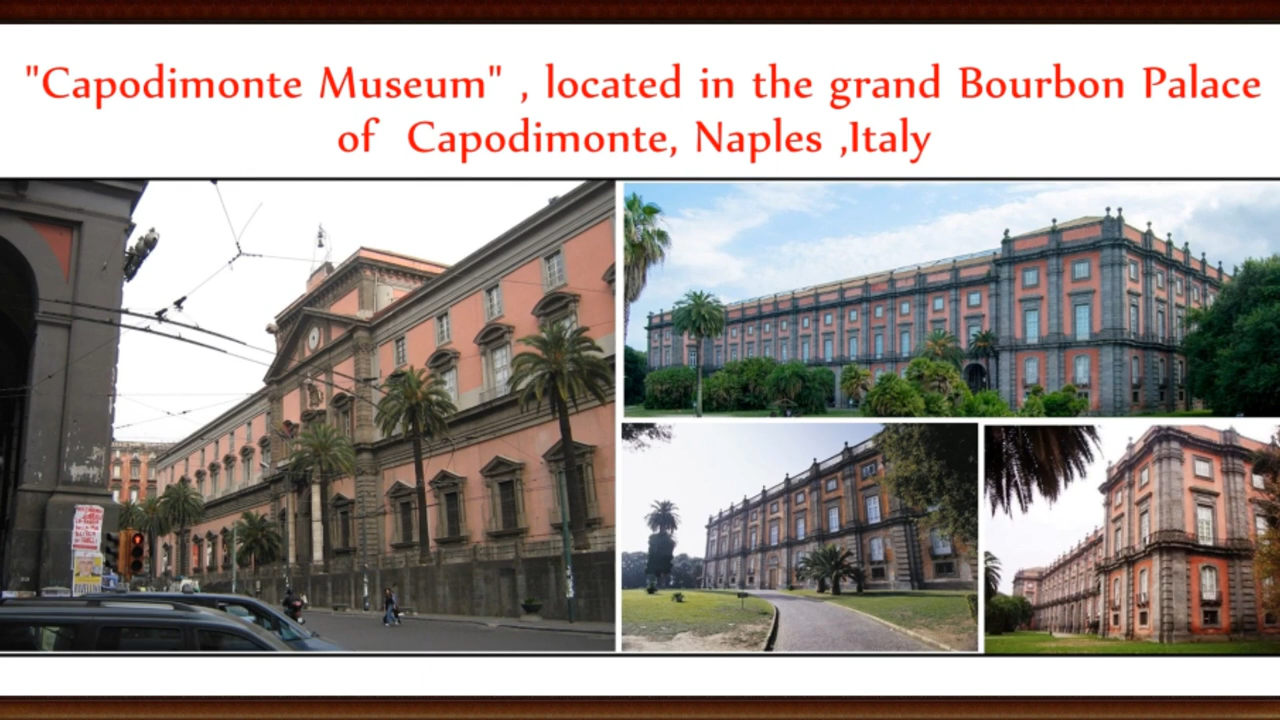 "Capodimonte Museum" , located in the grand Bourbon Palace
of Capodimonte, Naples ,Italy